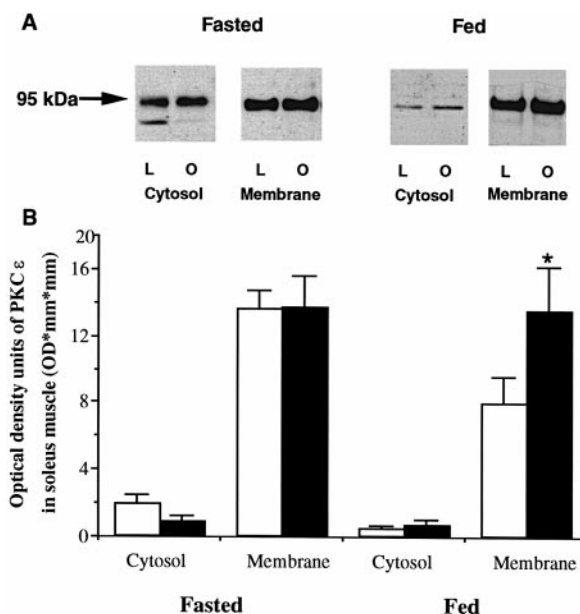 A
Fasted
Fed
95 kDa
L O L O L O L O
Cytosol Membrane Cytosol Membrane
B
Optical density units of PKC ε
in soleus muscle (OD*mm*mm)
20
16
12
8
4
2
0
*
Cytosol Membrane Cytosol Membrane
Fasted Fed